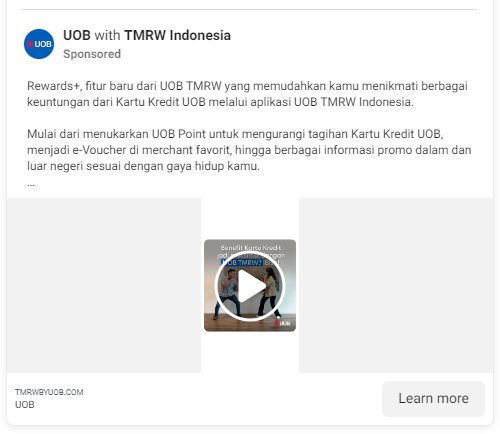 UOB with TMRW Indonesia
UOB
Sponsored
Rewards+, fitur baru dari UOB TMRW yang memudahkan kamu menikmati berbagai
keuntungan dari Kartu Kredit UOB melalui aplikasi UOB TMRW Indonesia.
Mulai dari menukarkan UOB Point untuk mengurangi tagihan Kartu Kredit UOB,
menjadi e-Voucher di merchant favorit, hingga berbagai informasi promo dalam dan
luar negeri sesuai dengan gaya hidup kamu.
...
Benefit Kartu Kredit
UOB TMRW?
UOB
TMRWBYUOB.COM
UOB
Learn more